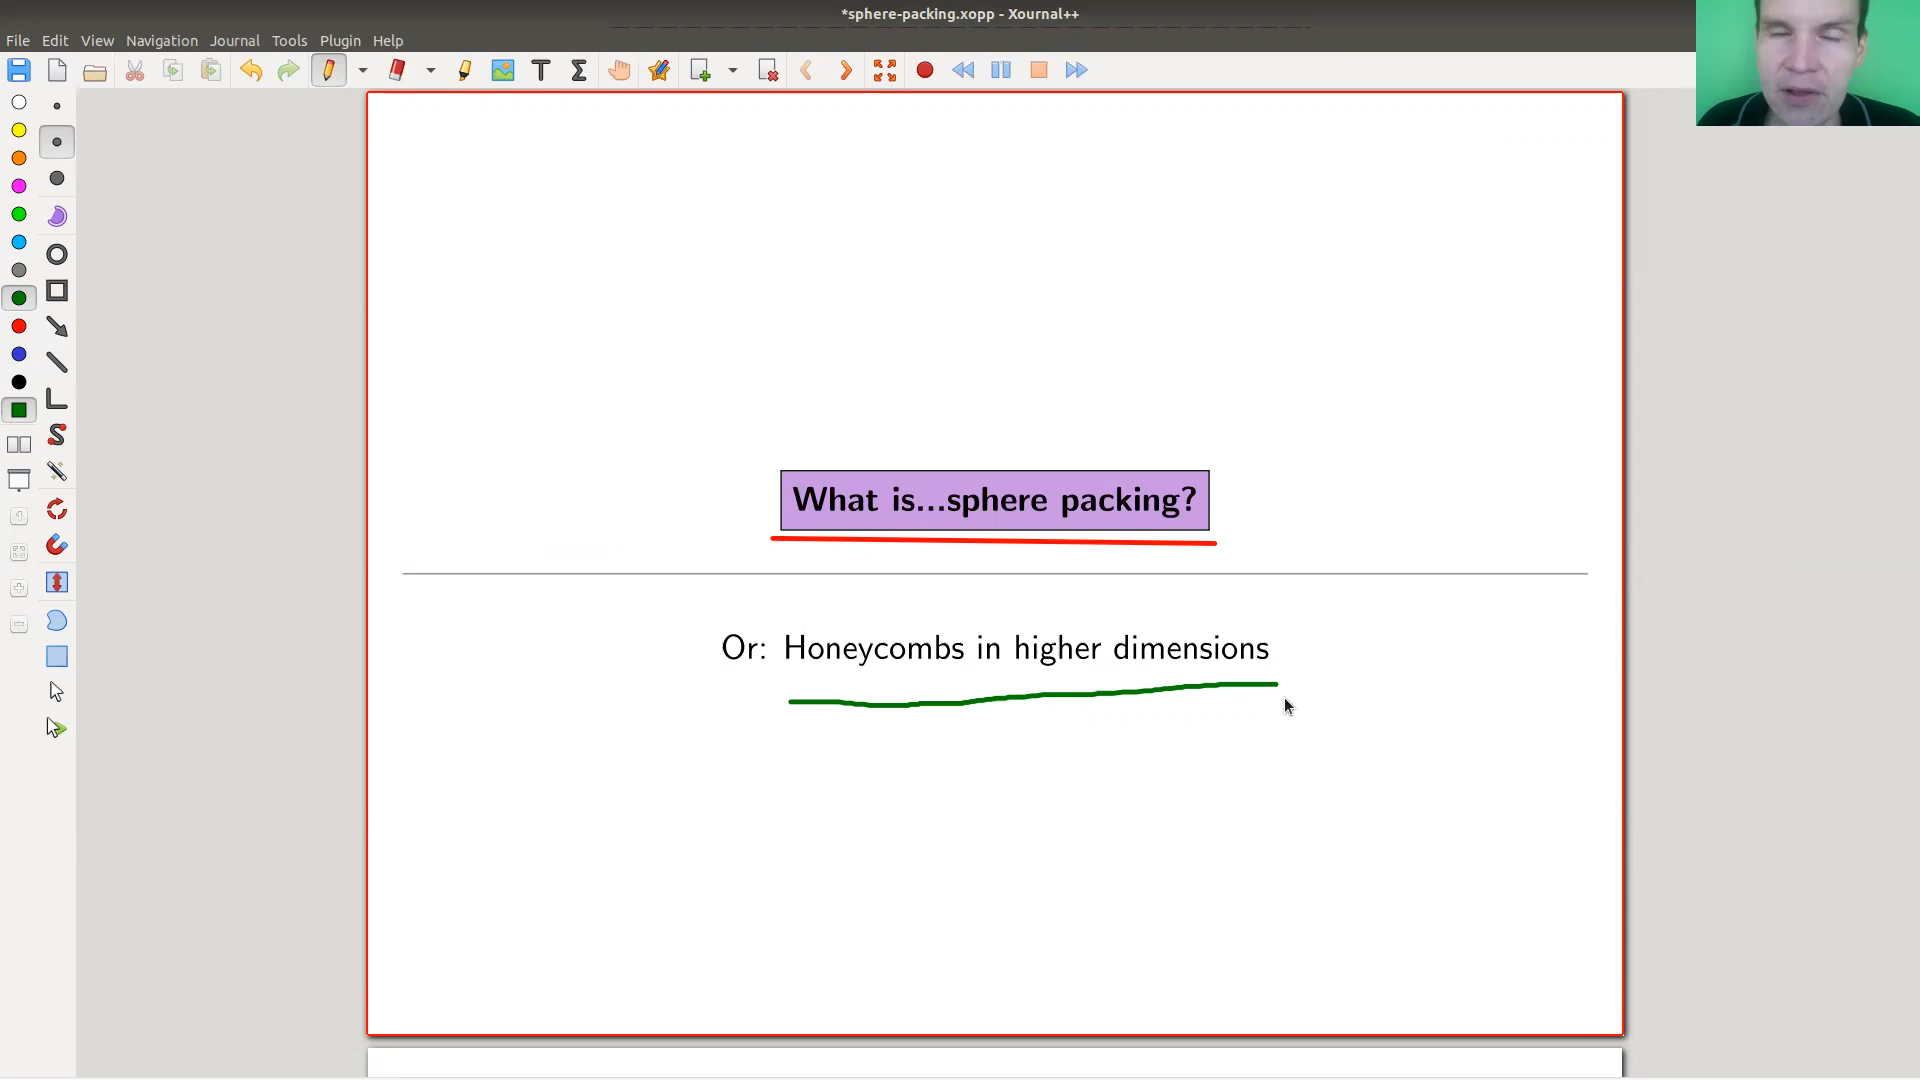 *sphere-packing.xopp - Xournal++
File Edit View Navigation Journal Tools Plugin Help
What is...sphere packing?
Or: Honeycombs in higher dimensions